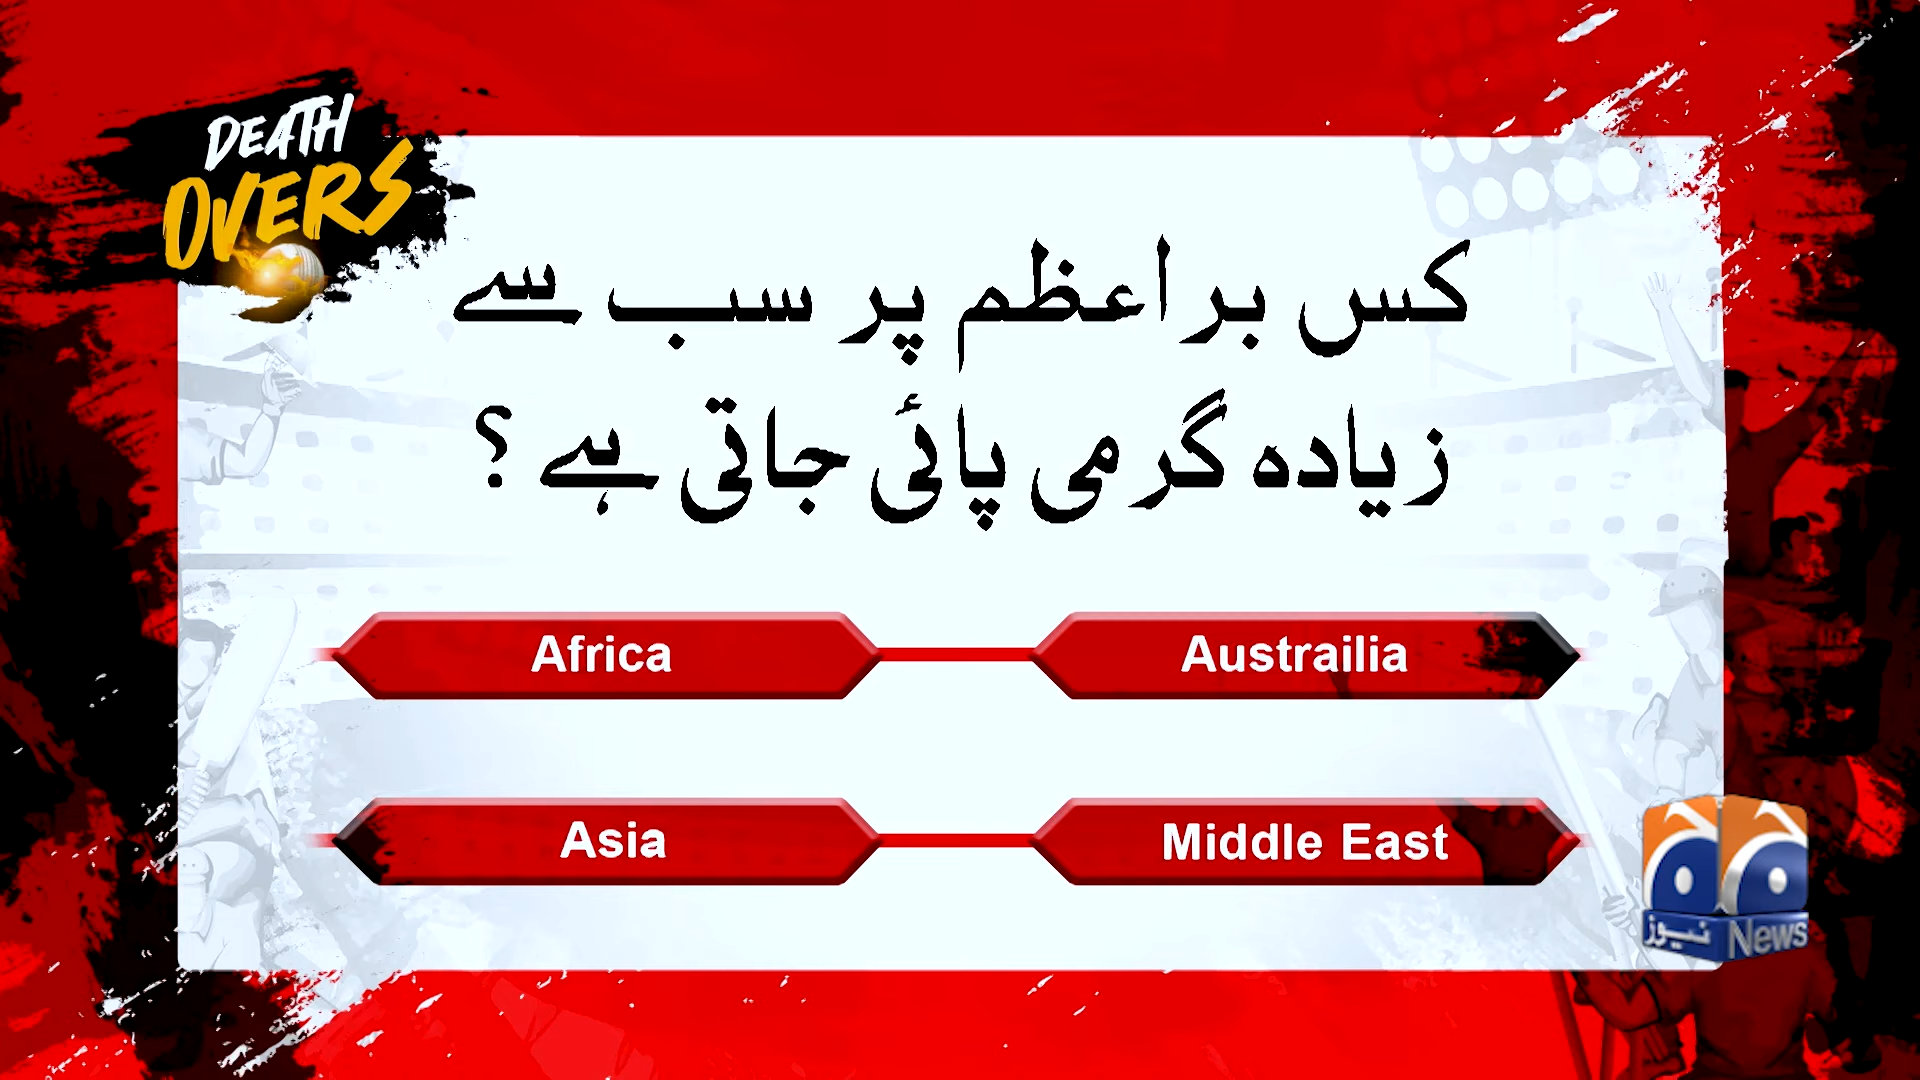 DEATH
OVERS
کس براعظم پر سب سے
زیادہ گرمی پائی جاتی ہے ؟
Africa
Austrailia
Asia
Middle East
نیوز News